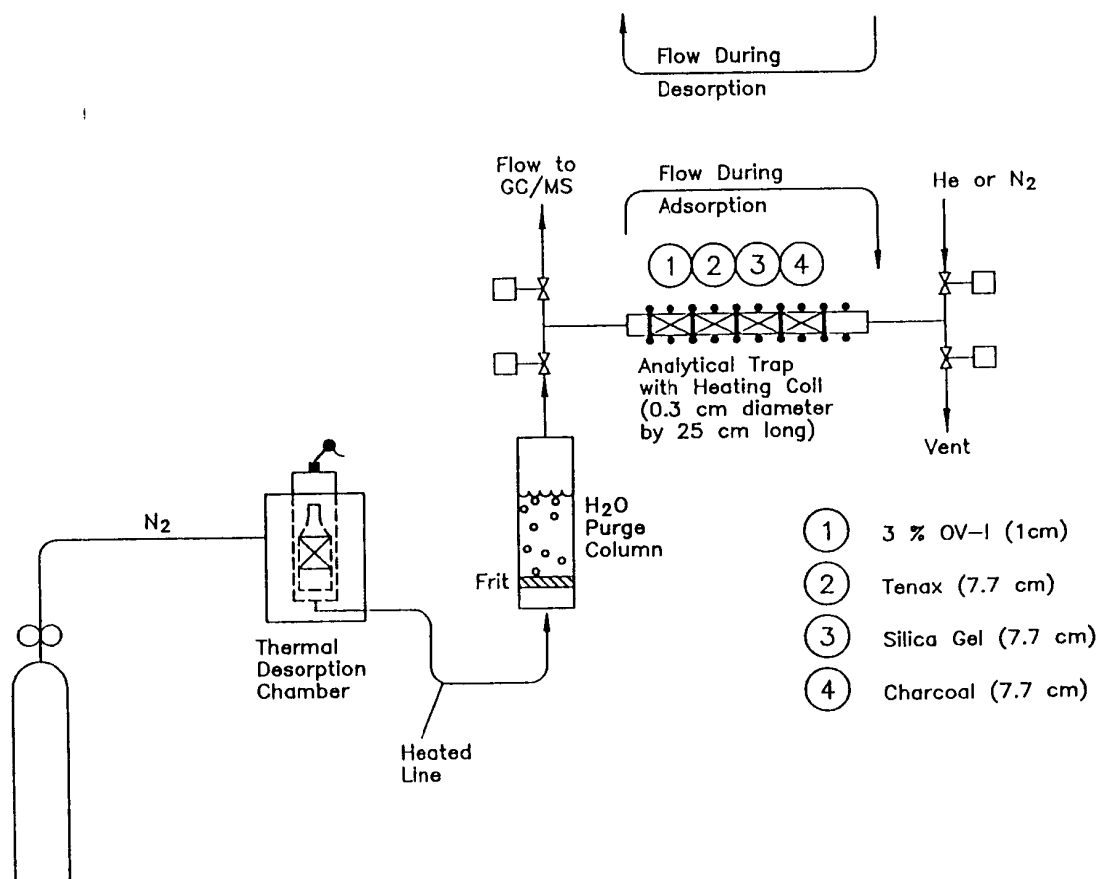 Flow During
Desorption
Flow to
GC/MS
Flow During
Adsorption
He or N2
1 2 3 4
Analytical Trap
with Heating Coil
(0.3 cm diameter
by 25 cm long)
Vent
N2
H2O
Purge
Column
Frit
Thermal
Desorption
Chamber
Heated
Line
1 3 % OV-I (1cm)
2 Tenax (7.7 cm)
3 Silica Gel (7.7 cm)
4 Charcoal (7.7 cm)